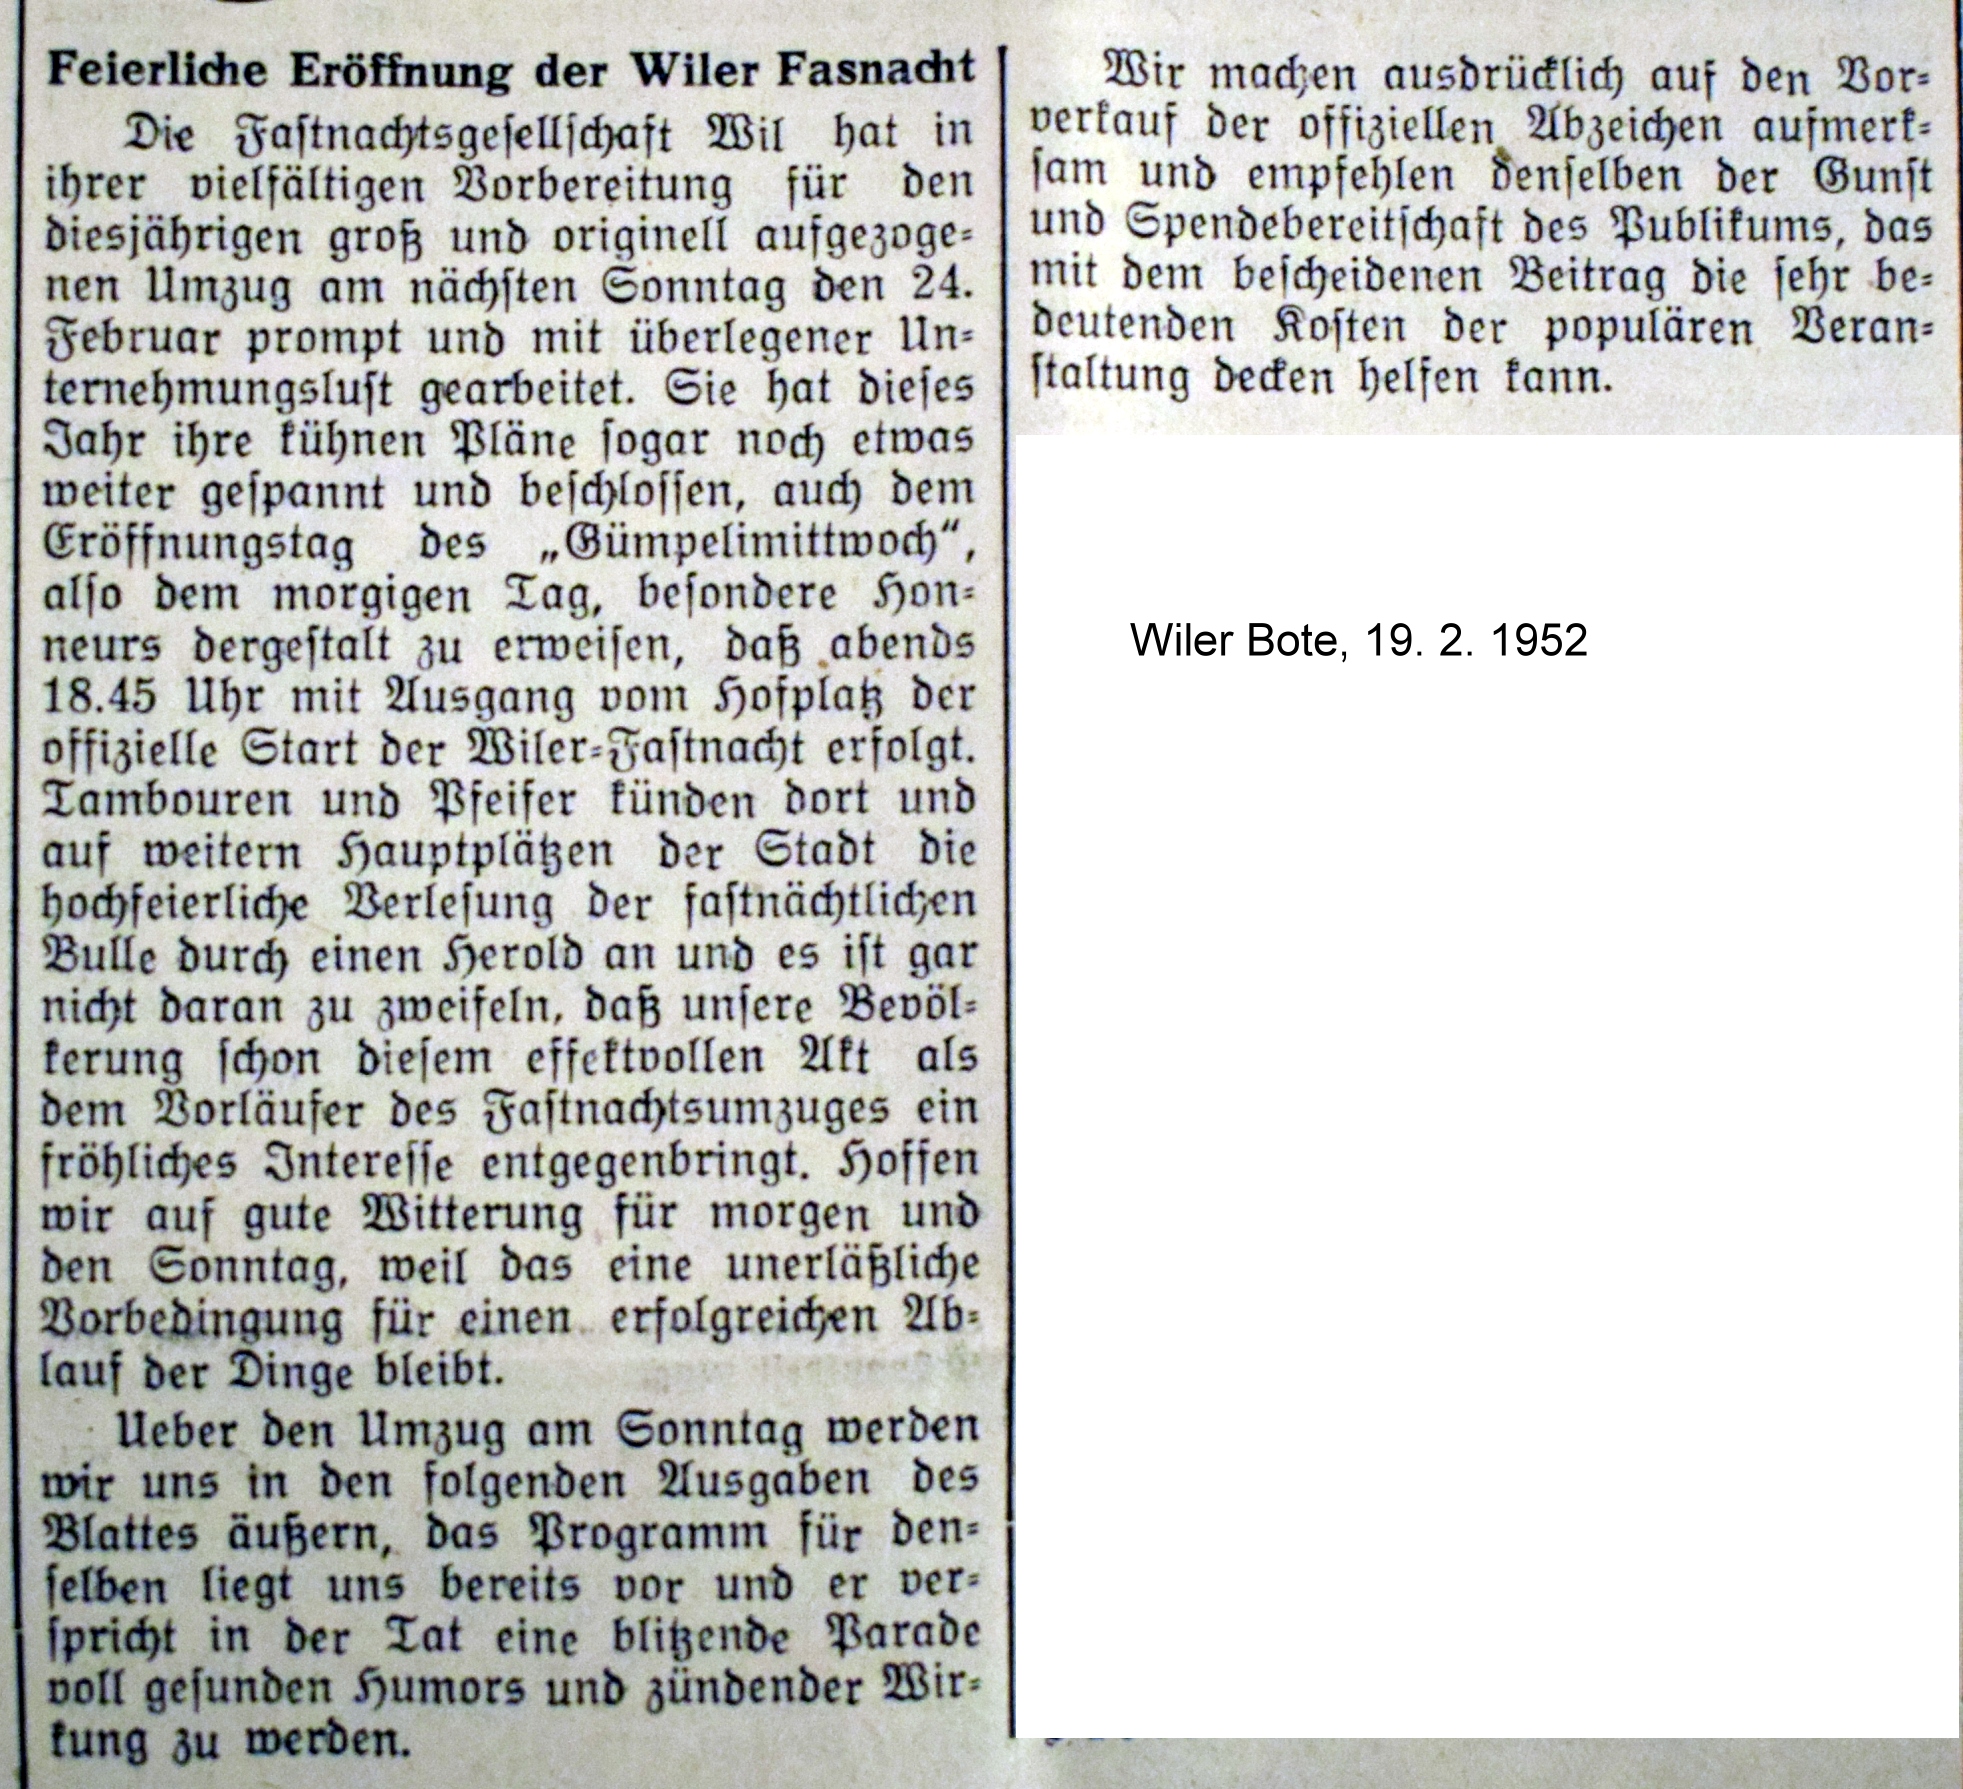 Feierliche Eröffnung der Wiler Fasnacht
Die Fastnachtsgesellschaft Wil hat in
ihrer vielfältigen Vorbereitung für den
diesjährigen groß und originell aufgezoge-
nen Umzug am nächsten Sonntag den 24.
Februar prompt und mit überlegener Un-
ternehmungslust gearbeitet. Sie hat dieses
Jahr ihre kühnen Pläne sogar noch etwas
weiter gespannt und beschlossen, auch dem
Eröffnungstag des „Gümpelimittwoch“,
also dem morgigen Tag, besondere Hon-
neurs dergestalt zu erweisen, daß abends
18.45 Uhr mit Ausgang vom Hofplatz der
offizielle Start der Wiler-Fastnacht erfolgt.
Tambouren und Pfeifer künden dort und
auf weitern Hauptplätzen der Stadt die
hochfeierliche Verlesung der fastnächtlichen
Bulle durch einen Herold an und es ist gar
nicht daran zu zweifeln, daß unsere Bevöl-
kerung schon diesem effektvollen Akt als
dem Vorläufer des Fastnachtsumzuges ein
fröhliches Interesse entgegenbringt. Hoffen
wir auf gute Witterung für morgen und
den Sonntag, weil das eine unerläßliche
Vorbedingung für einen erfolgreichen Ab-
lauf der Dinge bleibt.
Ueber den Umzug am Sonntag werden
wir uns in den folgenden Ausgaben des
Blattes äußern, das Programm für den-
selben liegt uns bereits vor und er ver-
spricht in der Tat eine blitzende Parade
voll gesunden Humors und zündender Wir-
kung zu werden.
Wir machen ausdrücklich auf den Vor-
verkauf der offiziellen Abzeichen aufmerk-
sam und empfehlen denselben der Gunst
und Spendebereitschaft des Publikums, das
mit dem bescheidenen Beitrag die sehr be-
deutenden Kosten der populären Veran-
staltung decken helfen kann.
Wiler Bote, 19. 2. 1952